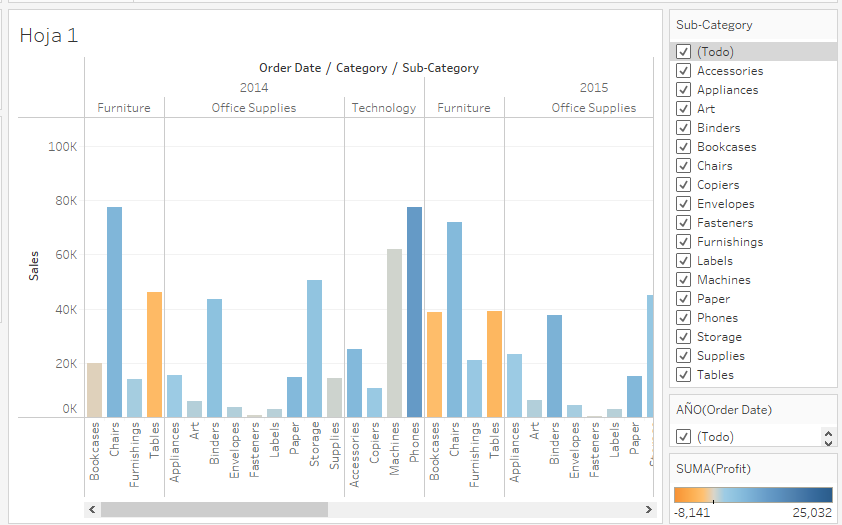 Hoja 1
Order Date / Category / Sub-Category
2014
2015
Furniture
Office Supplies
Technology
Furniture
Office Supplies
Sales
100K
80K
60K
40K
20K
0K
Bookcases
Chairs
Furnishings
Tables
Appliances
Art
Binders
Envelopes
Fasteners
Labels
Paper
Storage
Supplies
Accessories
Copiers
Machines
Phones
Bookcases
Chairs
Furnishings
Tables
Appliances
Art
Binders
Envelopes
Fasteners
Labels
Paper
Sub-Category
(Todo)
Accessories
Appliances
Art
Binders
Bookcases
Chairs
Copiers
Envelopes
Fasteners
Furnishings
Labels
Machines
Paper
Phones
Storage
Supplies
Tables
AÑO(Order Date)
(Todo)
SUMA(Profit)
-8,141
25,032